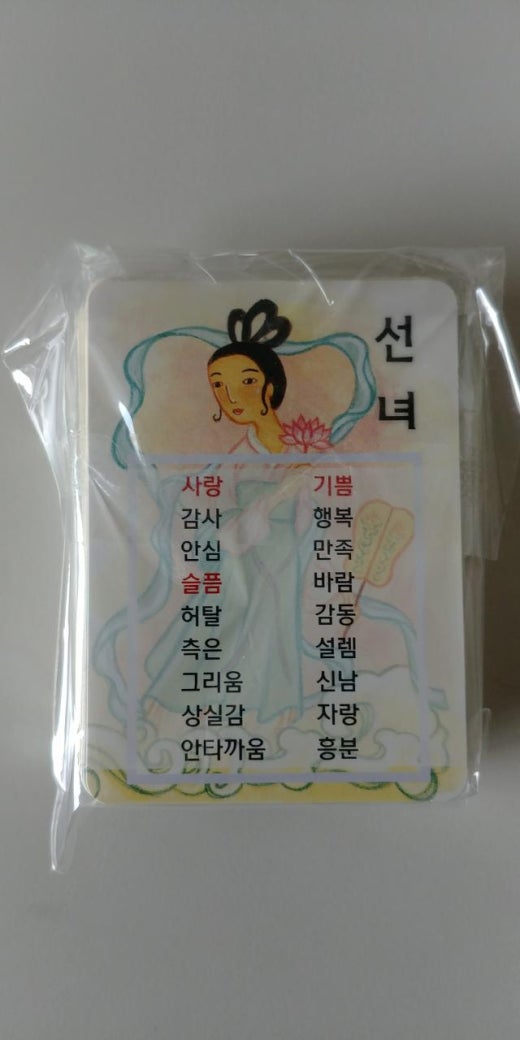 선녀
사랑 기쁨
감사 행복
안심 만족
슬픔 바람
허탈 감동
측은 설렘
그리움 신남
상실감 자랑
안타까움 흥분